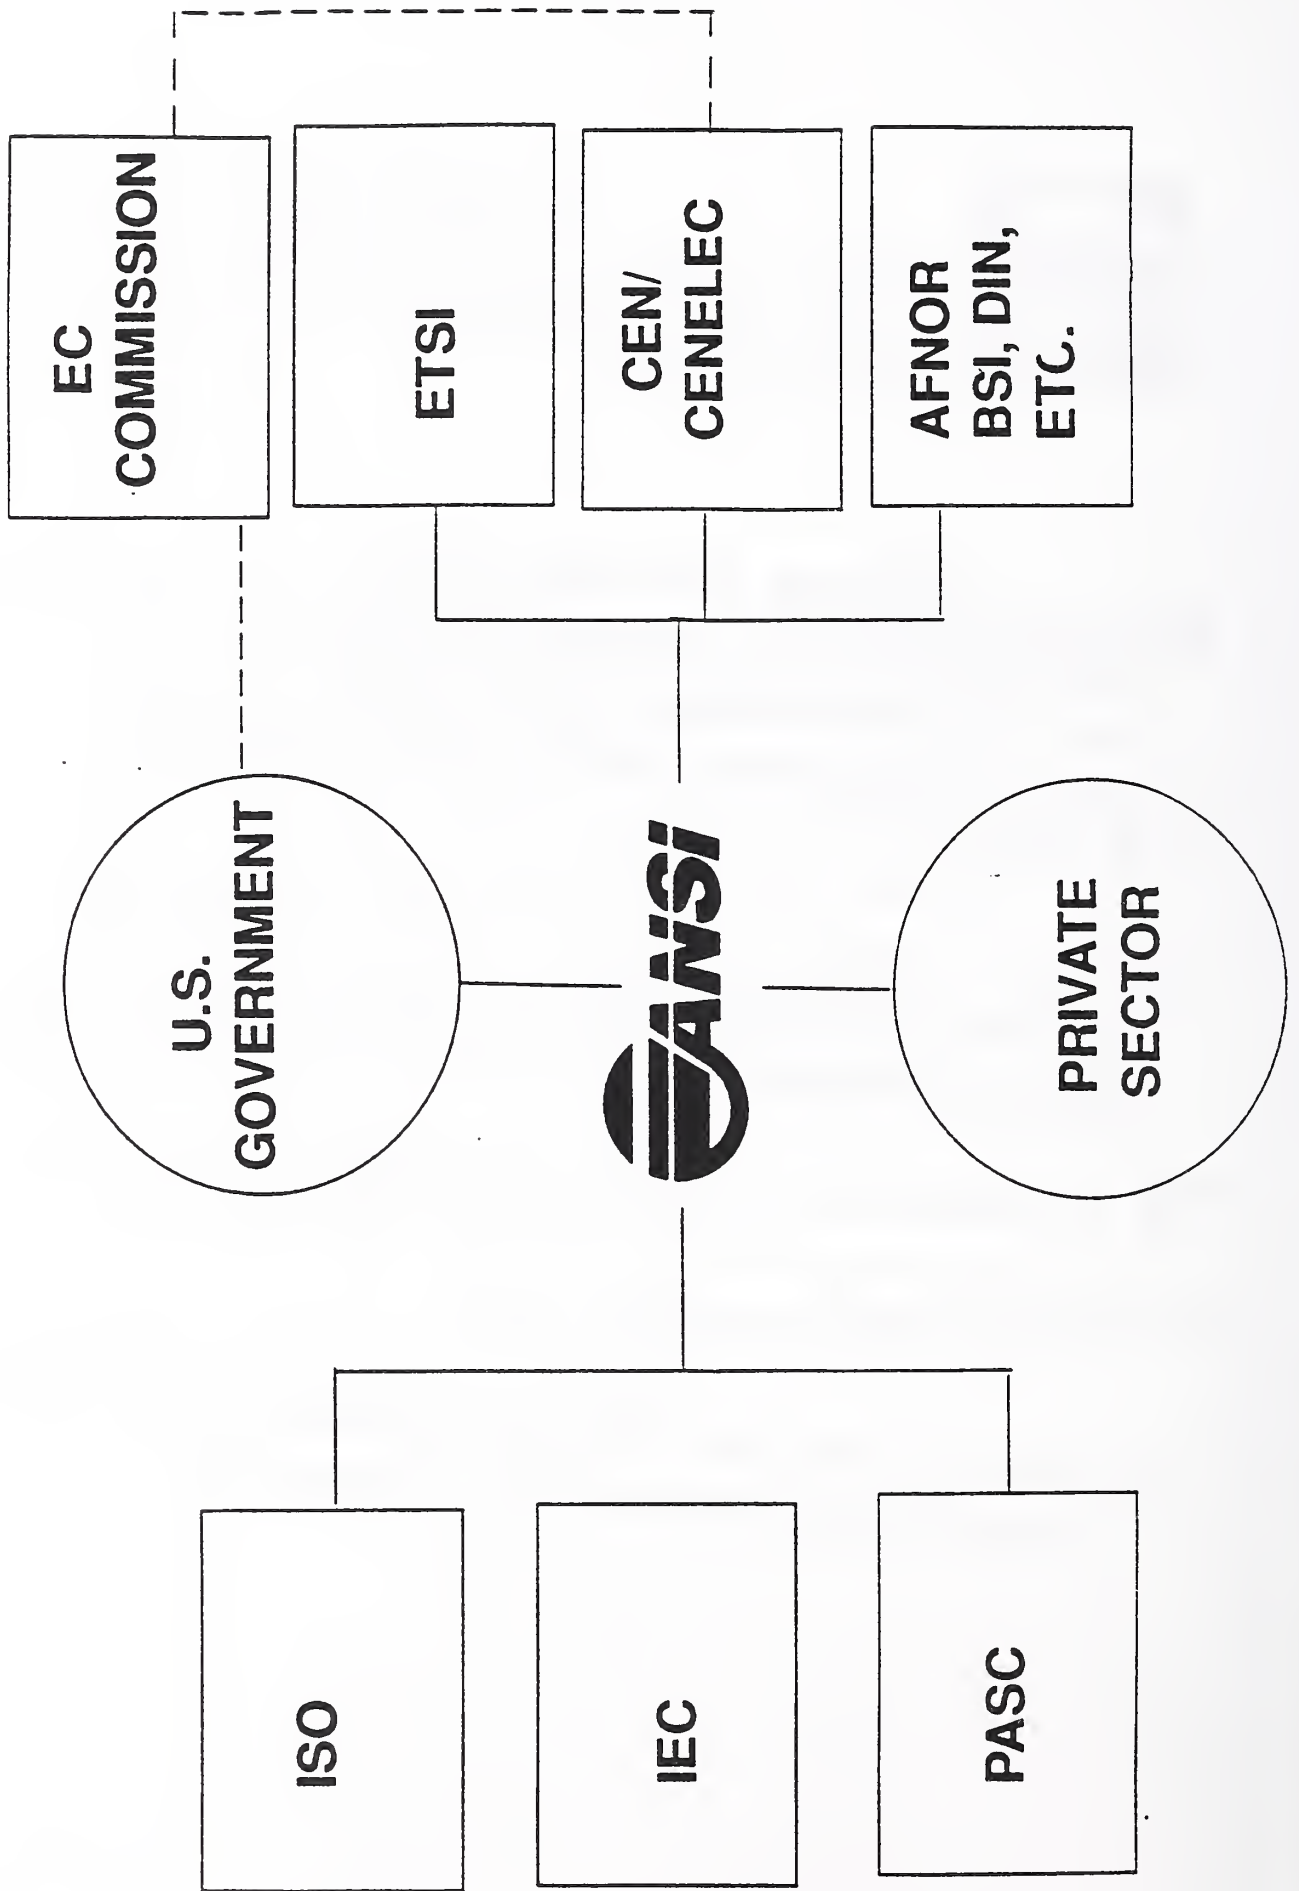 ISO
IEC
PASC
U.S.
GOVERNMENT
ANSi
PRIVATE
SECTOR
EC
COMMISSION
ETSI
CEN/
CENELEC
AFNOR
BSI, DIN,
ETC.